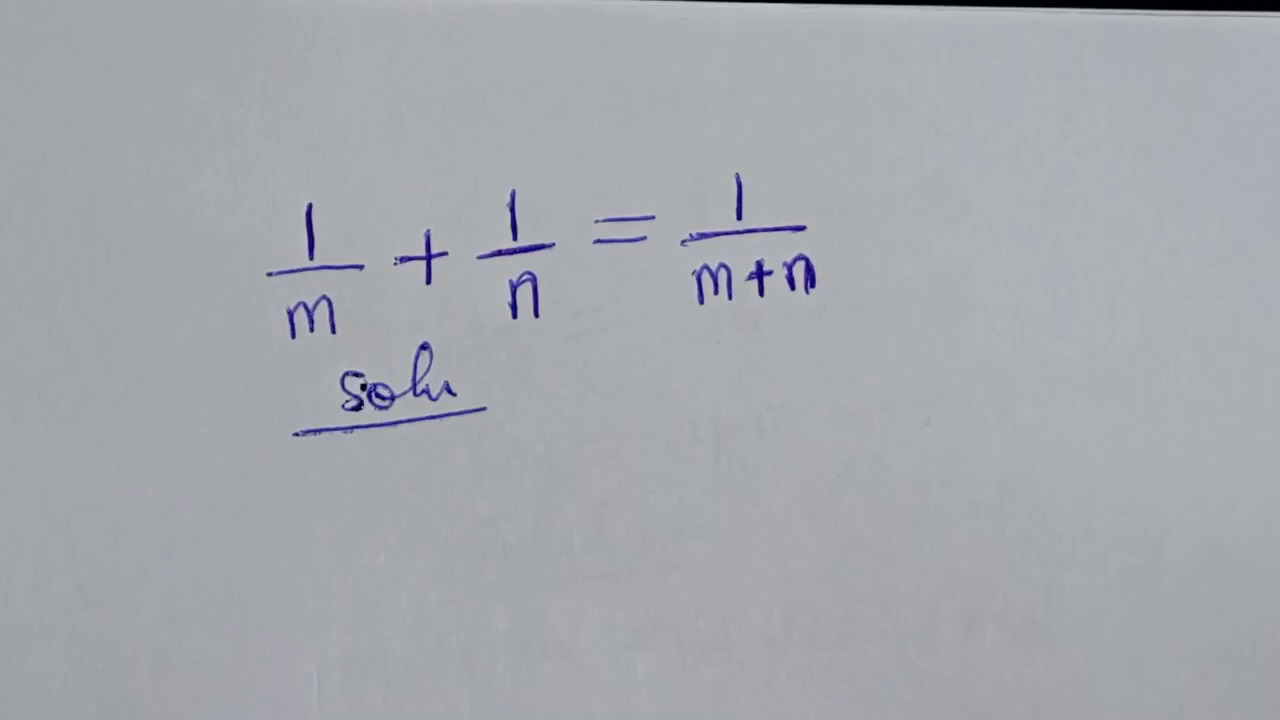 1/m + 1/n = 1/(m+n)
soln